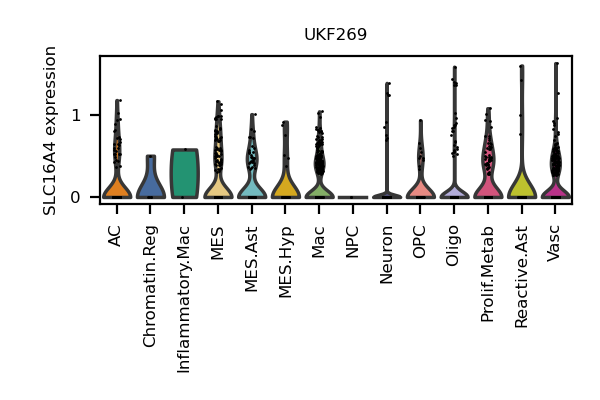 UKF269
SLC16A4 expression
1
0
AC
Chromatin.Reg
Inflammatory.Mac
MES
MES.Ast
MES.Hyp
Mac
NPC
Neuron
OPC
Oligo
Prolif.Metab
Reactive.Ast
Vasc